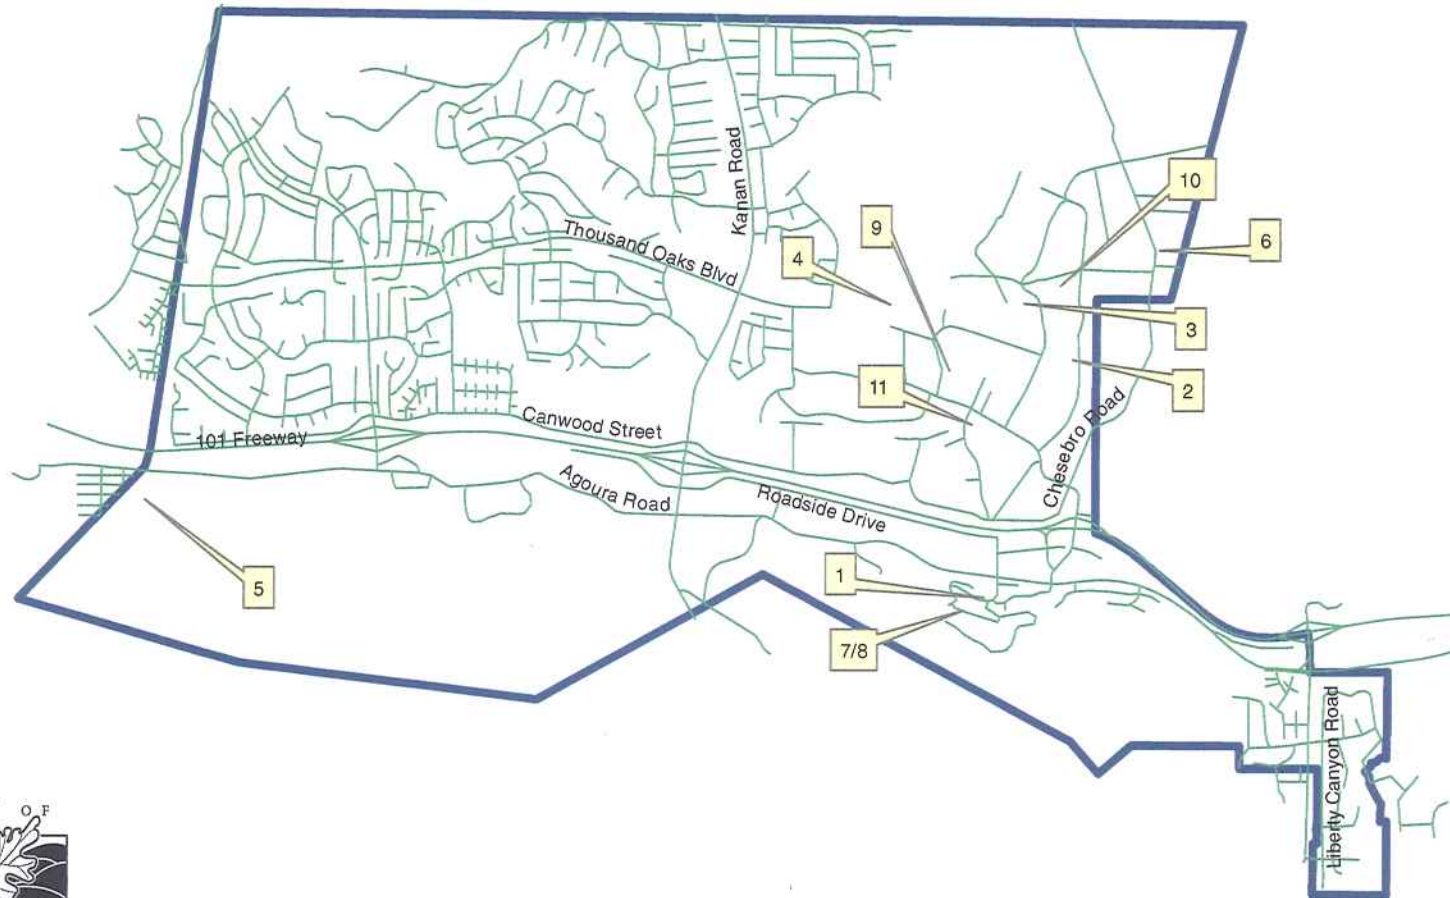 Kanan Road
10
9
6
4
Thousand Oaks Blvd
3
11
2
Chesebro Road
Canwood Street
101 Freeway
Agoura Road
Roadside Drive
5
1
7/8
Liberty Canyon Road
OF